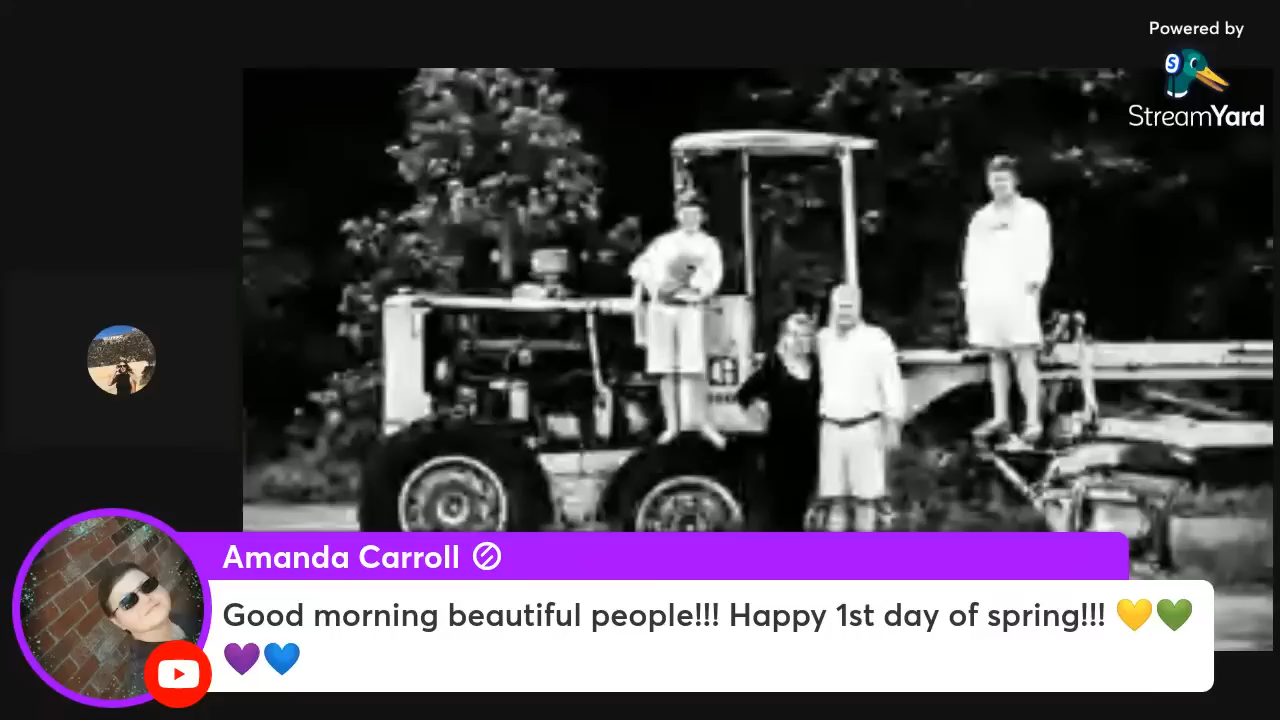 Powered by
StreamYard
Amanda Carroll
Good morning beautiful people!!! Happy 1st day of spring!!! 💛💚
💜💙